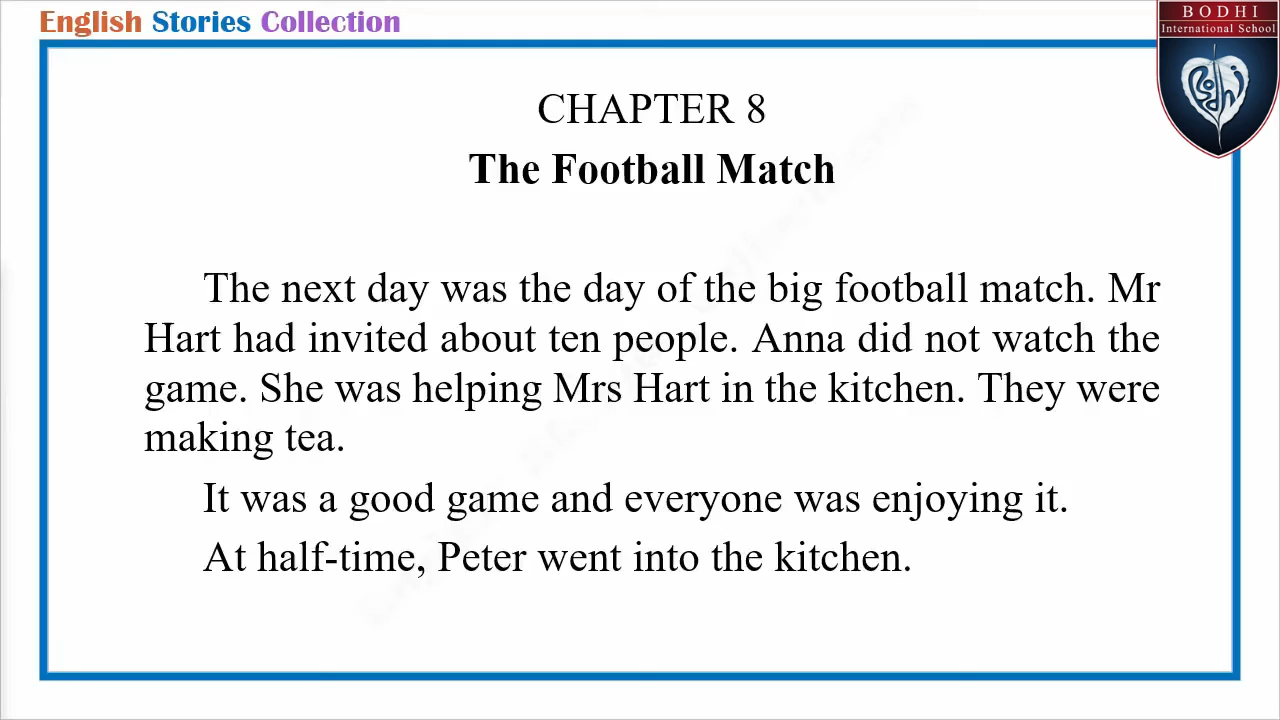 English Stories Collection
BODHI
International School
CHAPTER 8
The Football Match
The next day was the day of the big football match. Mr
Hart had invited about ten people. Anna did not watch the
game. She was helping Mrs Hart in the kitchen. They were
making tea.
It was a good game and everyone was enjoying it.
At half-time, Peter went into the kitchen.